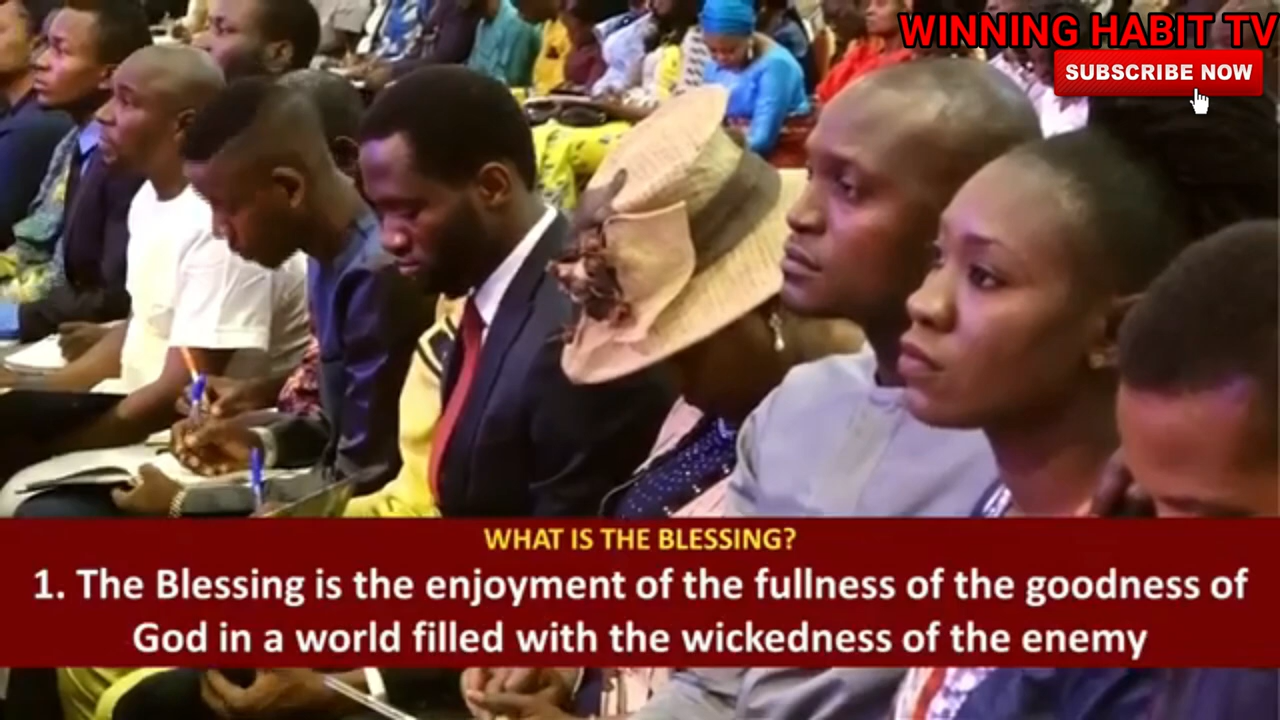 WINNING HABIT TV
SUBSCRIBE NOW
WHAT IS THE BLESSING?
1. The Blessing is the enjoyment of the fullness of the goodness of
God in a world filled with the wickedness of the enemy